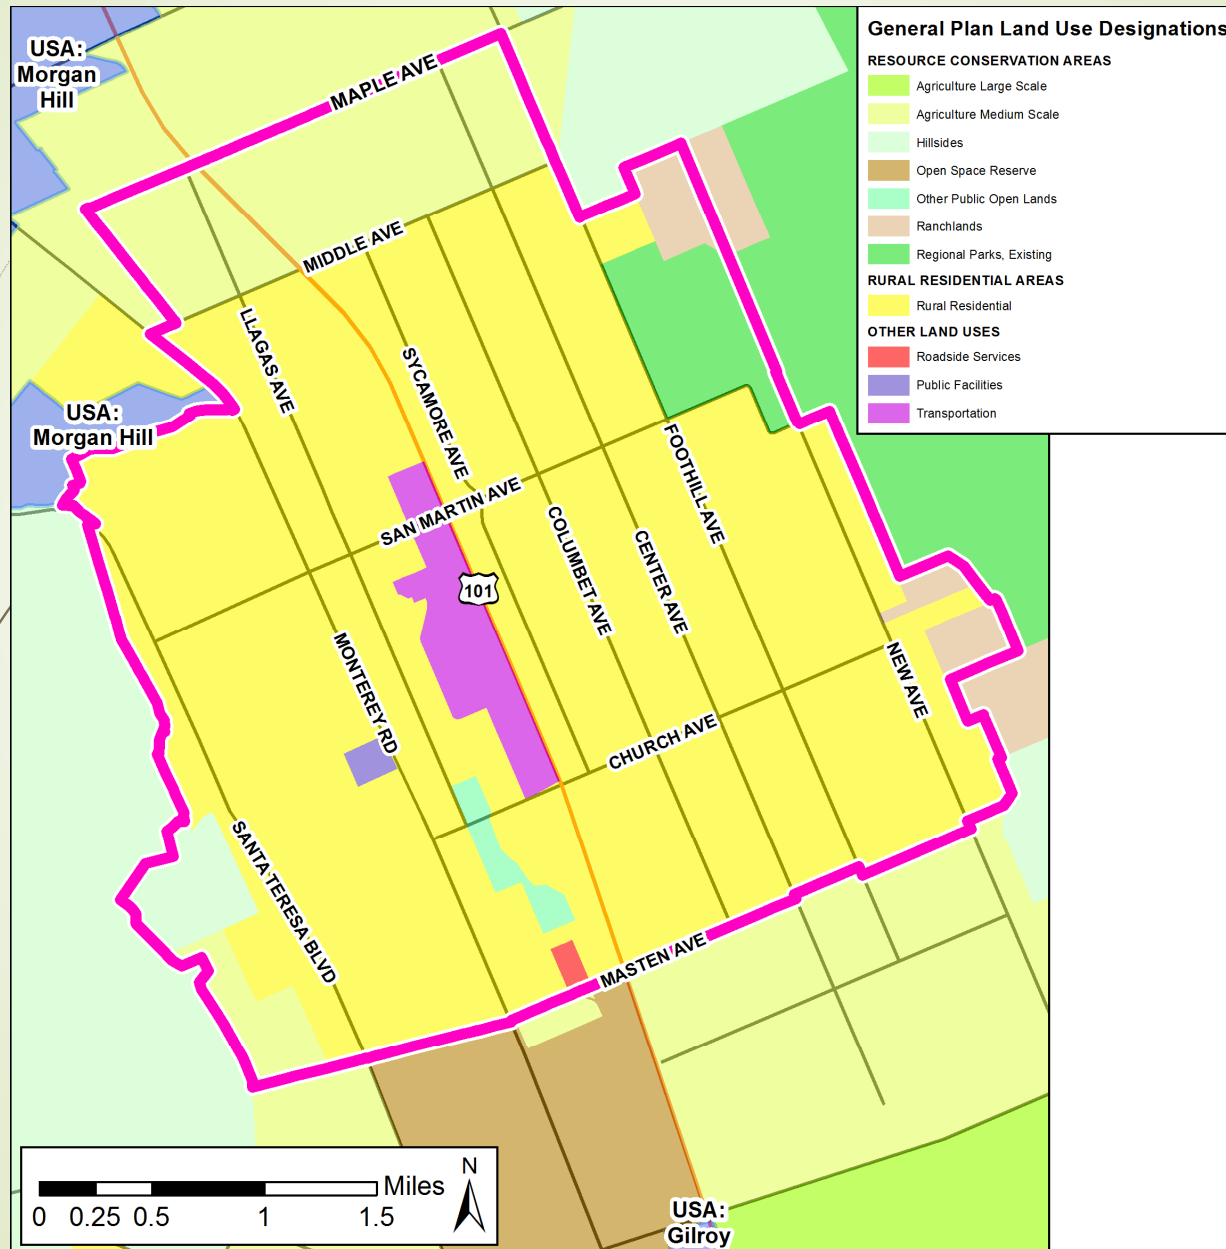 General Plan Land Use Designations
RESOURCE CONSERVATION AREAS
Agriculture Large Scale
Agriculture Medium Scale
Hillsides
Open Space Reserve
Other Public Open Lands
Ranchlands
Regional Parks, Existing
RURAL RESIDENTIAL AREAS
Rural Residential
OTHER LAND USES
Roadside Services
Public Facilities
Transportation
USA:
Morgan
Hill
MAPLE AVE
MIDDLE AVE
LLAGAS AVE
SYCAMORE AVE
USA:
Morgan Hill
FOOTHILL AVE
SAN MARTIN AVE
COLUMBET AVE
CENTER AVE
101
MONTEREY RD
NEW AVE
CHURCH AVE
SANTA TERESA BLVD
MASTEN AVE
N
Miles
0 0.25 0.5 1 1.5
USA:
Gilroy